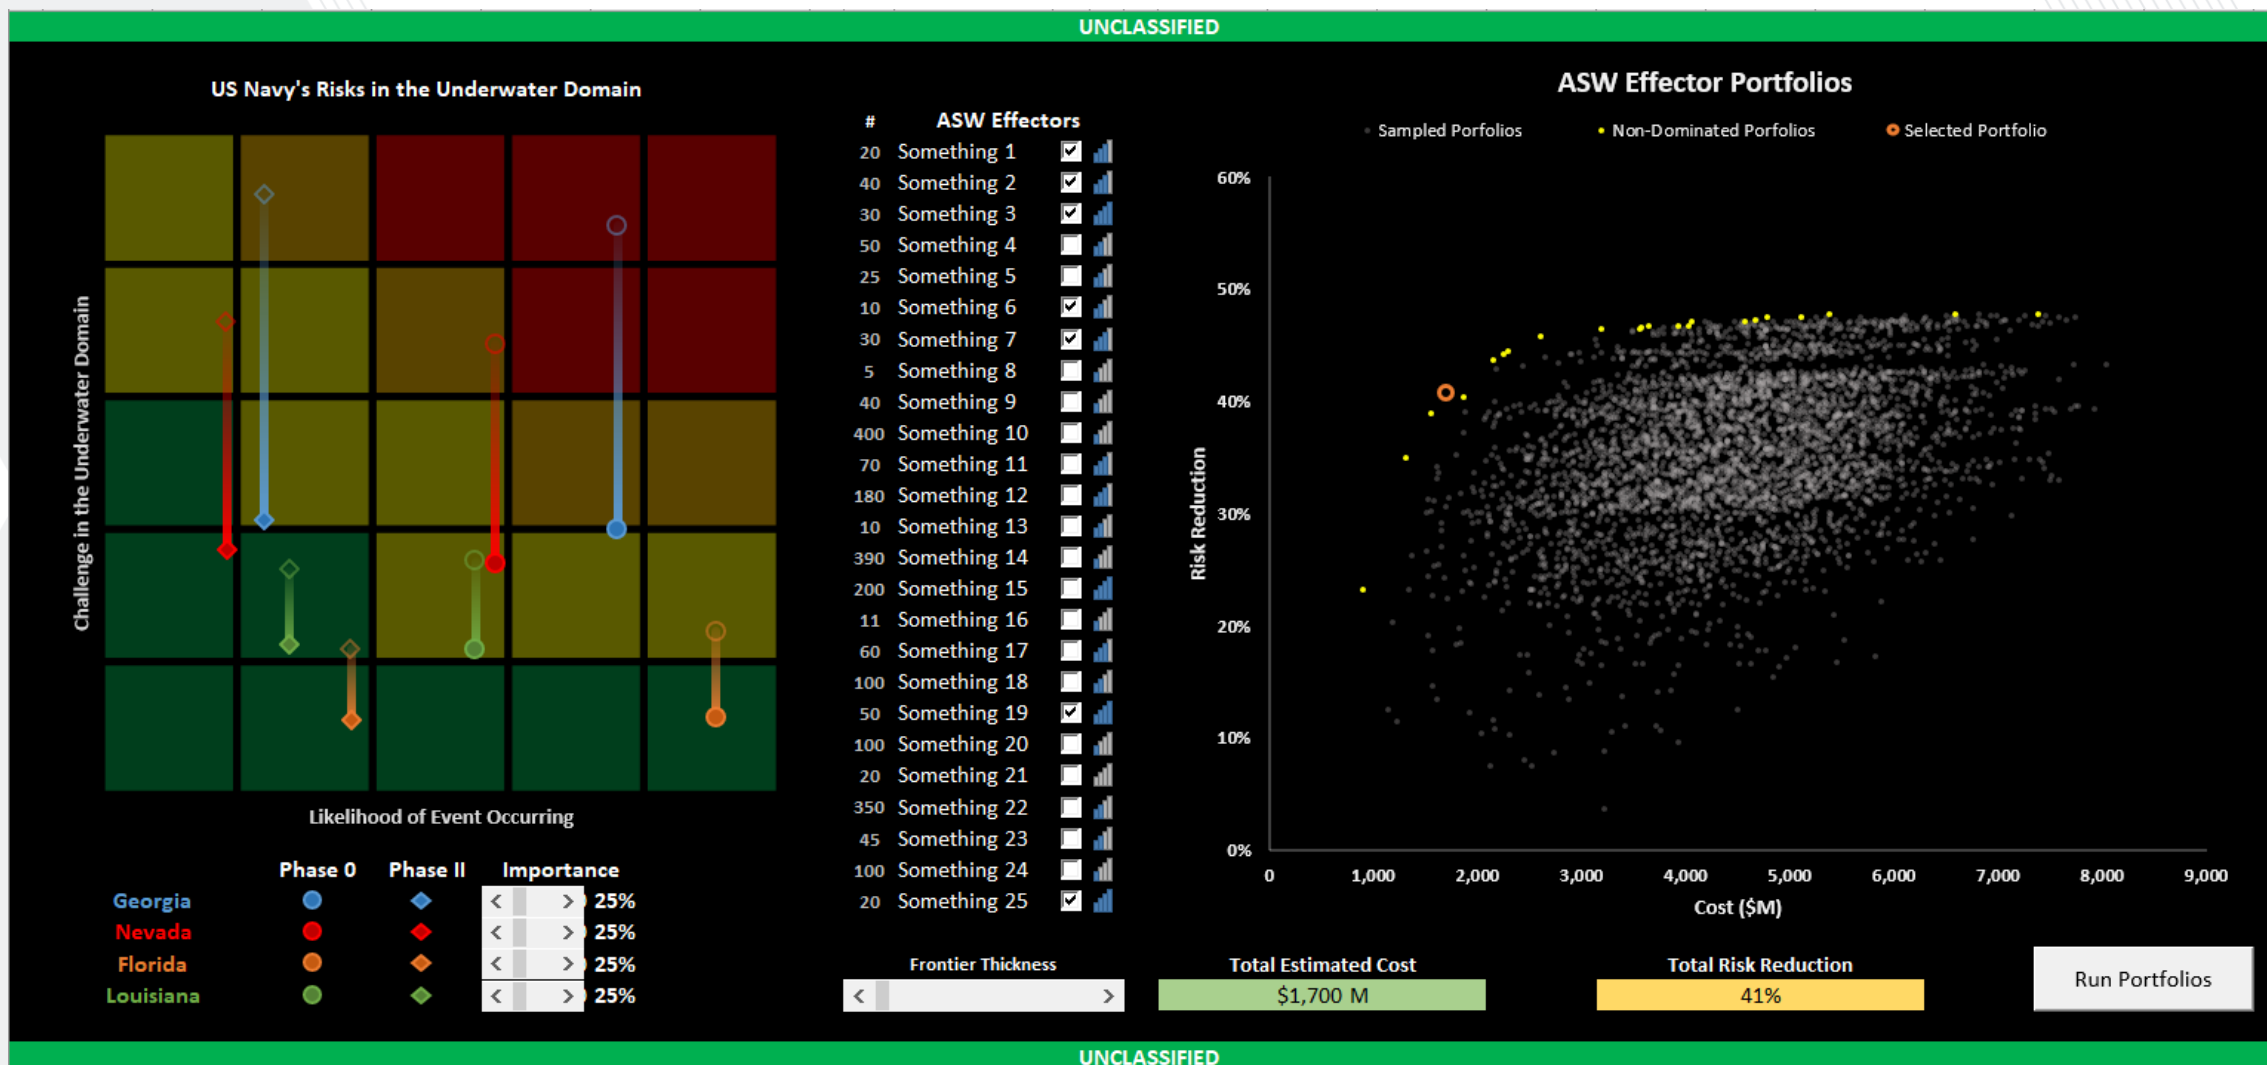 UNCLASSIFIED
US Navy's Risks in the Underwater Domain
Challenge in the Underwater Domain
Likelihood of Event Occurring
Phase 0 Phase II Importance
Georgia 25%
Nevada 25%
Florida 25%
Louisiana 25%
# ASW Effectors
20 Something 1
40 Something 2
30 Something 3
50 Something 4
25 Something 5
10 Something 6
30 Something 7
5 Something 8
40 Something 9
400 Something 10
70 Something 11
180 Something 12
10 Something 13
390 Something 14
200 Something 15
11 Something 16
60 Something 17
100 Something 18
50 Something 19
100 Something 20
20 Something 21
350 Something 22
45 Something 23
100 Something 24
20 Something 25
Frontier Thickness
ASW Effector Portfolios
Sampled Porfolios Non-Dominated Porfolios Selected Portfolio
60%
50%
40%
30%
20%
10%
0%
Risk Reduction
0 1,000 2,000 3,000 4,000 5,000 6,000 7,000 8,000 9,000
Cost ($M)
Total Estimated Cost
$1,700 M
Total Risk Reduction
41%
Run Portfolios
UNCLASSIFIED